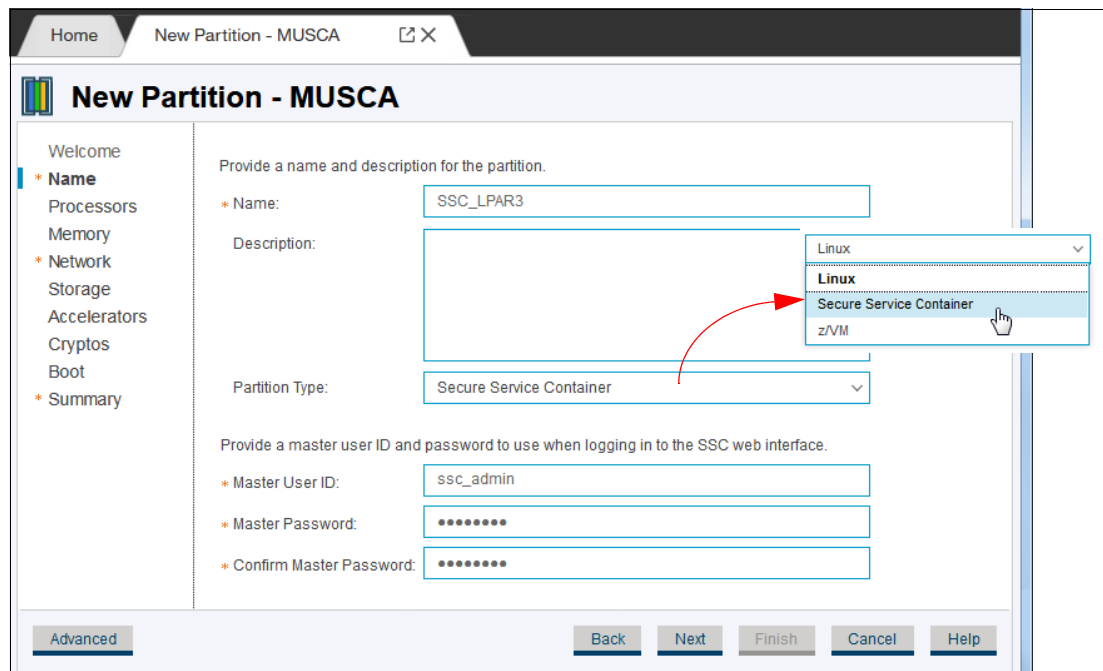 Home
New Partition - MUSCA
New Partition - MUSCA
Welcome
* Name
Processors
Memory
* Network
Storage
Accelerators
Cryptos
Boot
* Summary
Provide a name and description for the partition.
* Name: SSC_LPAR3
Description:
Linux
Linux
Secure Service Container
z/VM
Partition Type: Secure Service Container
Provide a master user ID and password to use when logging in to the SSC web interface.
* Master User ID: ssc_admin
* Master Password: ●●●●●●●●
* Confirm Master Password: ●●●●●●●●
Advanced Back Next Finish Cancel Help